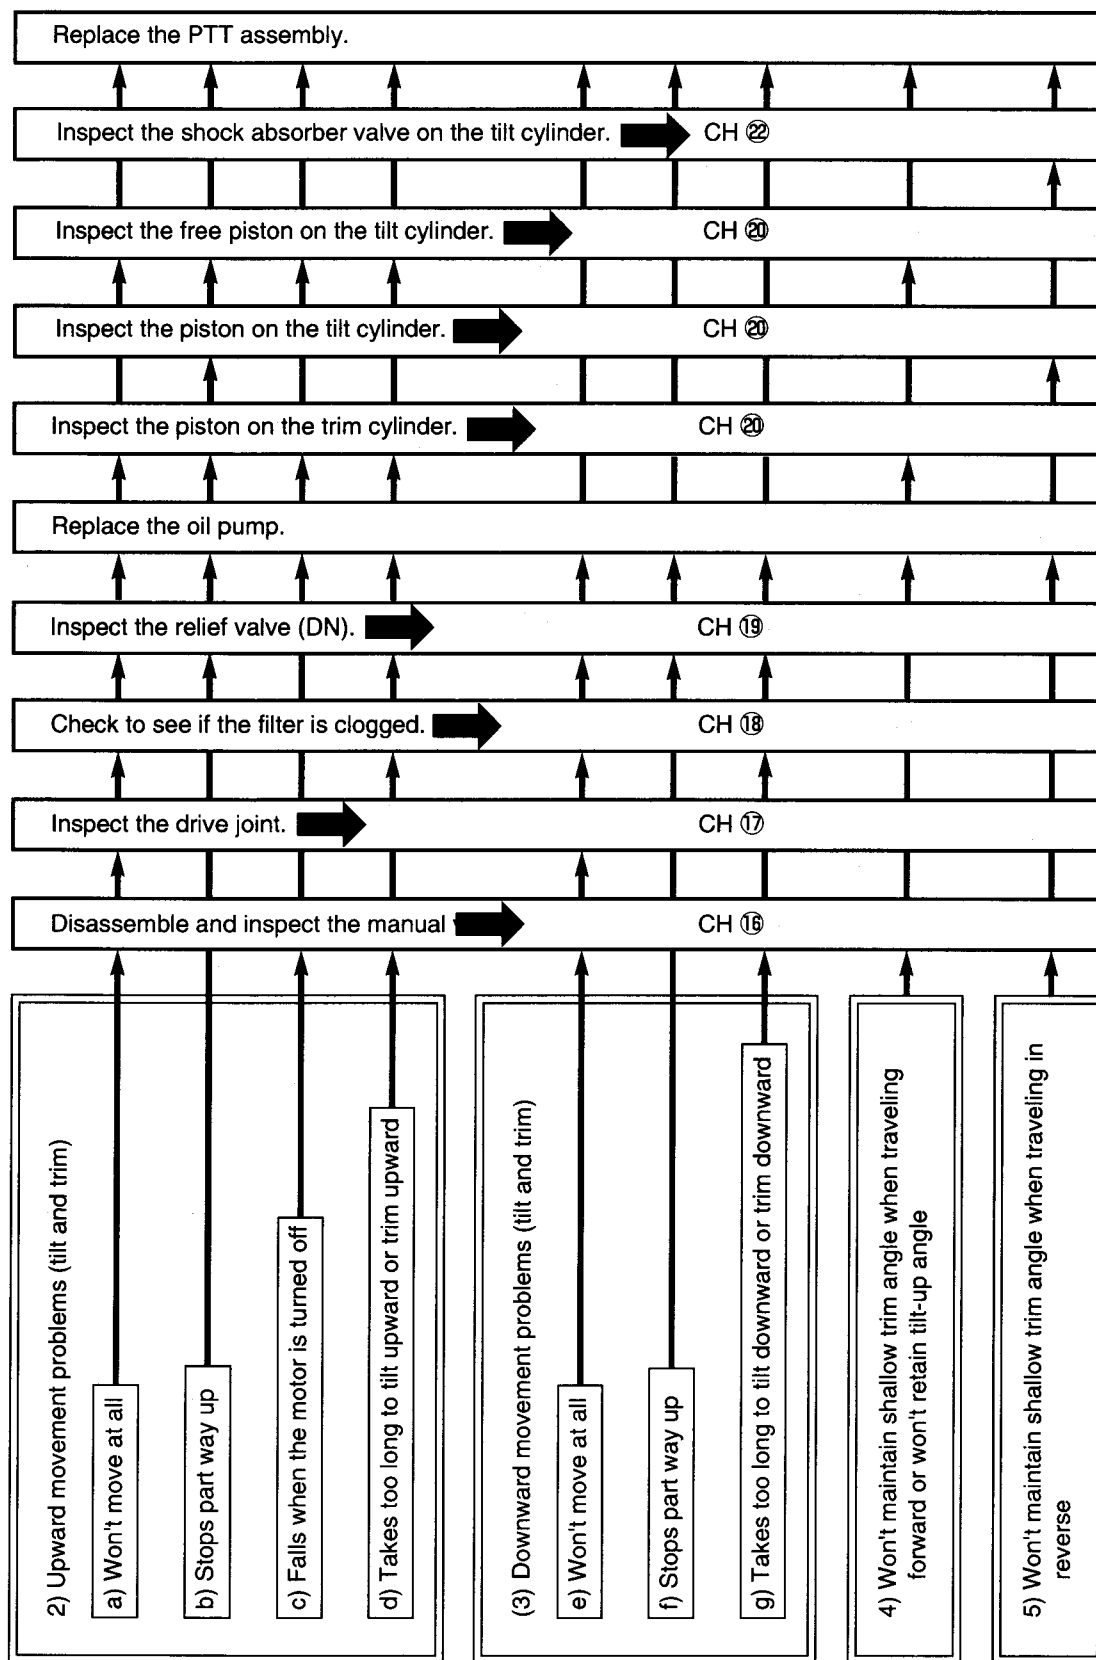 Replace the PTT assembly.
Inspect the shock absorber valve on the tilt cylinder. CH ㉒
Inspect the free piston on the tilt cylinder. CH ⑳
Inspect the piston on the tilt cylinder. CH ⑳
Inspect the piston on the trim cylinder. CH ⑳
Replace the oil pump.
Inspect the relief valve (DN). CH ⑲
Check to see if the filter is clogged. CH ⑱
Inspect the drive joint. CH ⑰
Disassemble and inspect the manual CH ⑯
2) Upward movement problems (tilt and trim)
a) Won't move at all
b) Stops part way up
c) Falls when the motor is turned off
d) Takes too long to tilt upward or trim upward
(3) Downward movement problems (tilt and trim)
e) Won't move at all
f) Stops part way up
g) Takes too long to tilt downward or trim downward
4) Won't maintain shallow trim angle when traveling
forward or won't retain tilt-up angle
5) Won't maintain shallow trim angle when traveling in
reverse